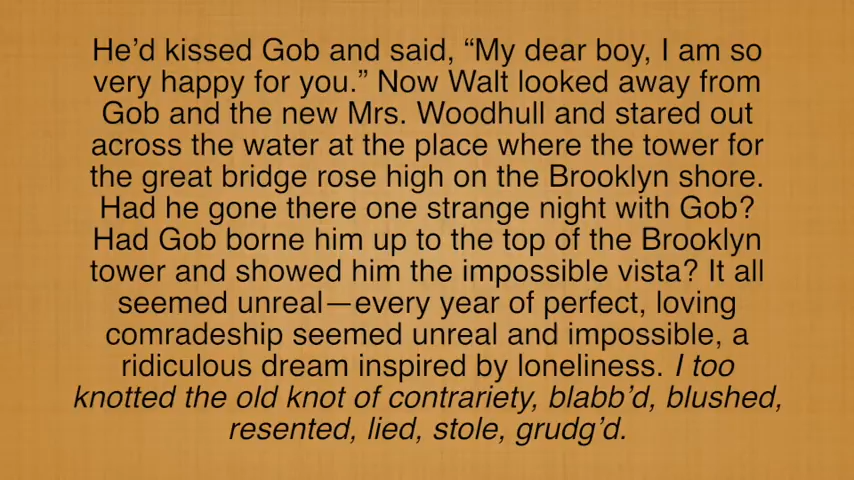 He’d kissed Gob and said, “My dear boy, I am so
very happy for you.” Now Walt looked away from
Gob and the new Mrs. Woodhull and stared out
across the water at the place where the tower for
the great bridge rose high on the Brooklyn shore.
Had he gone there one strange night with Gob?
Had Gob borne him up to the top of the Brooklyn
tower and showed him the impossible vista? It all
seemed unreal—every year of perfect, loving
comradeship seemed unreal and impossible, a
ridiculous dream inspired by loneliness. I too
knotted the old knot of contrariety, blabb’d, blushed,
resented, lied, stole, grudg’d.